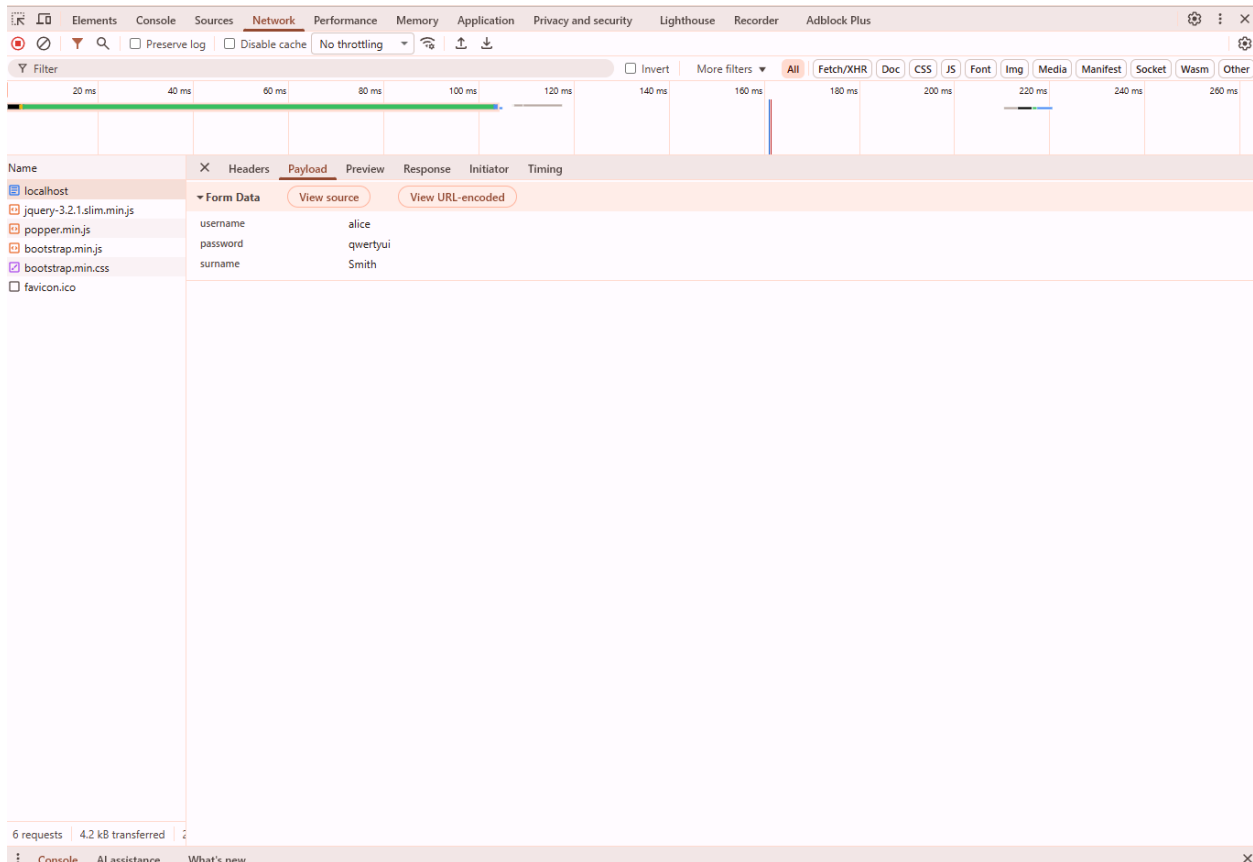 Elements Console Sources Network Performance Memory Application Privacy and security Lighthouse Recorder Adblock Plus
Preserve log Disable cache No throttling
Filter Invert More filters All Fetch/XHR Doc CSS JS Font Img Media Manifest Socket Wasm Other
20 ms 40 ms 60 ms 80 ms 100 ms 120 ms 140 ms 160 ms 180 ms 200 ms 220 ms 240 ms 260 ms
Name Headers Payload Preview Response Initiator Timing
localhost Form Data View source View URL-encoded
jquery-3.2.1.slim.min.js username alice
popper.min.js password qwertyui
bootstrap.min.js surname Smith
bootstrap.min.css
favicon.ico
6 requests 4.2 kB transferred
Console AI assistance What's new